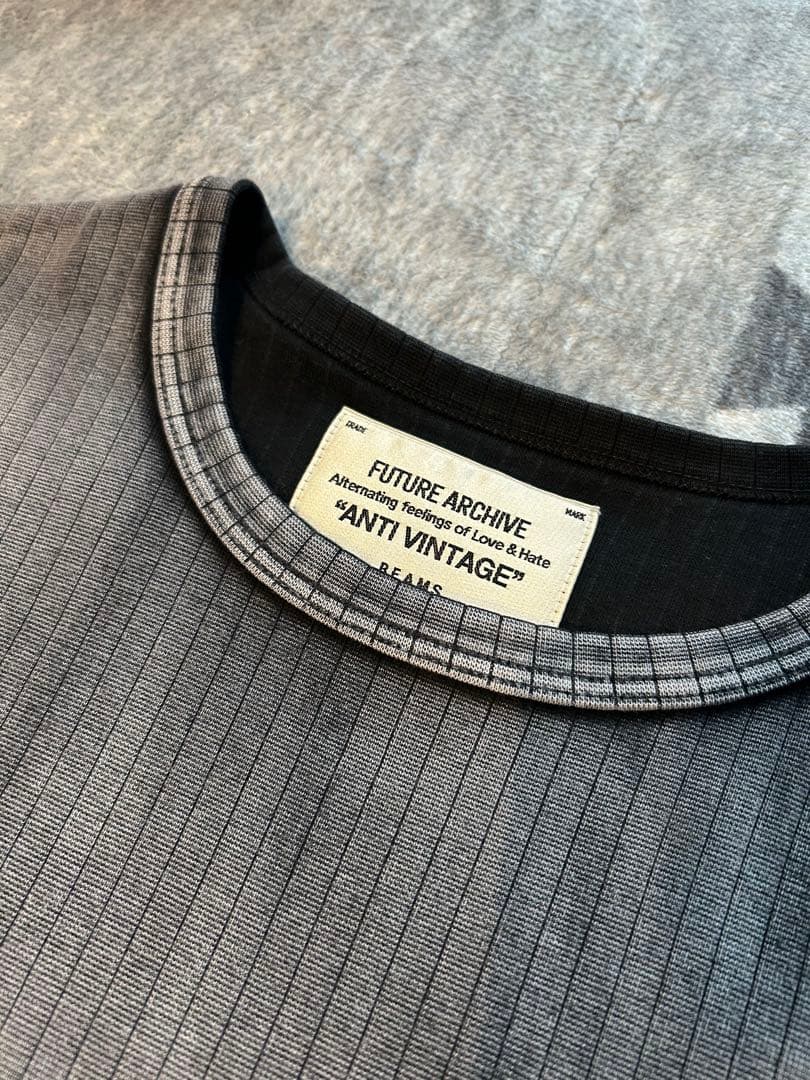 TRADE MARK
FUTURE ARCHIVE
Alternating feelings of Love & Hate
“ANTI VINTAGE”
BEAMS